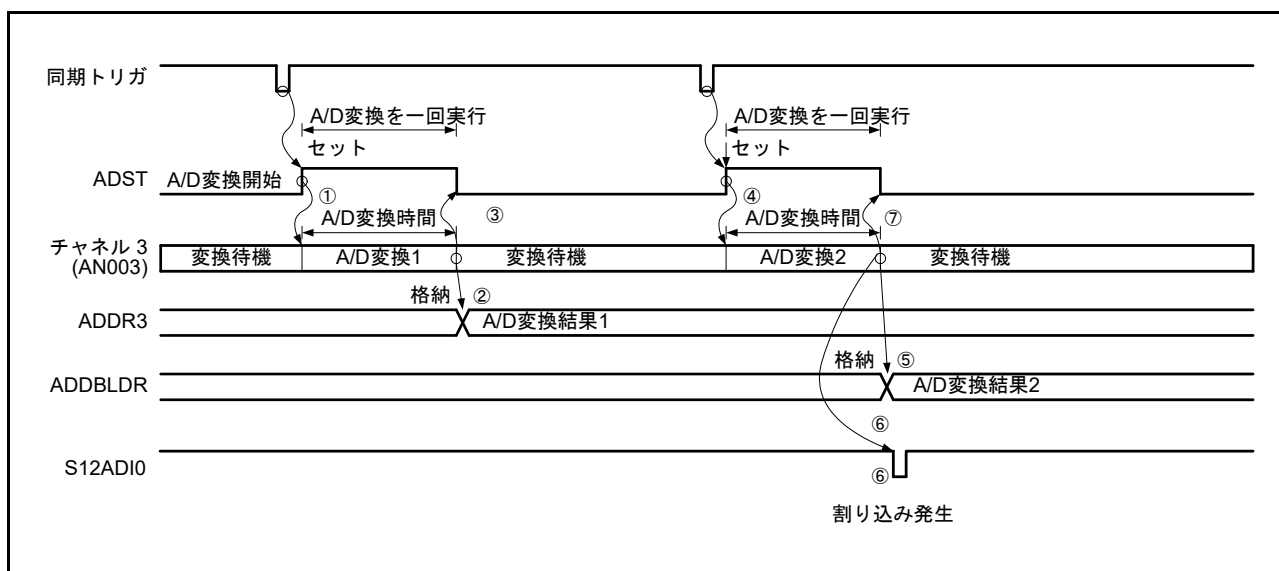 同期トリガ
A/D変換を一回実行 A/D変換を一回実行
セット セット
ADST A/D変換開始
① ③ ④ ⑦
A/D変換時間 A/D変換時間
チャネル 3
(AN003)
変換待機 A/D変換1 変換待機 A/D変換2 変換待機
格納 ②
ADDR3 A/D変換結果1
格納 ⑤
ADDBLDR A/D変換結果2
⑥
S12ADI0 ⑥
割り込み発生